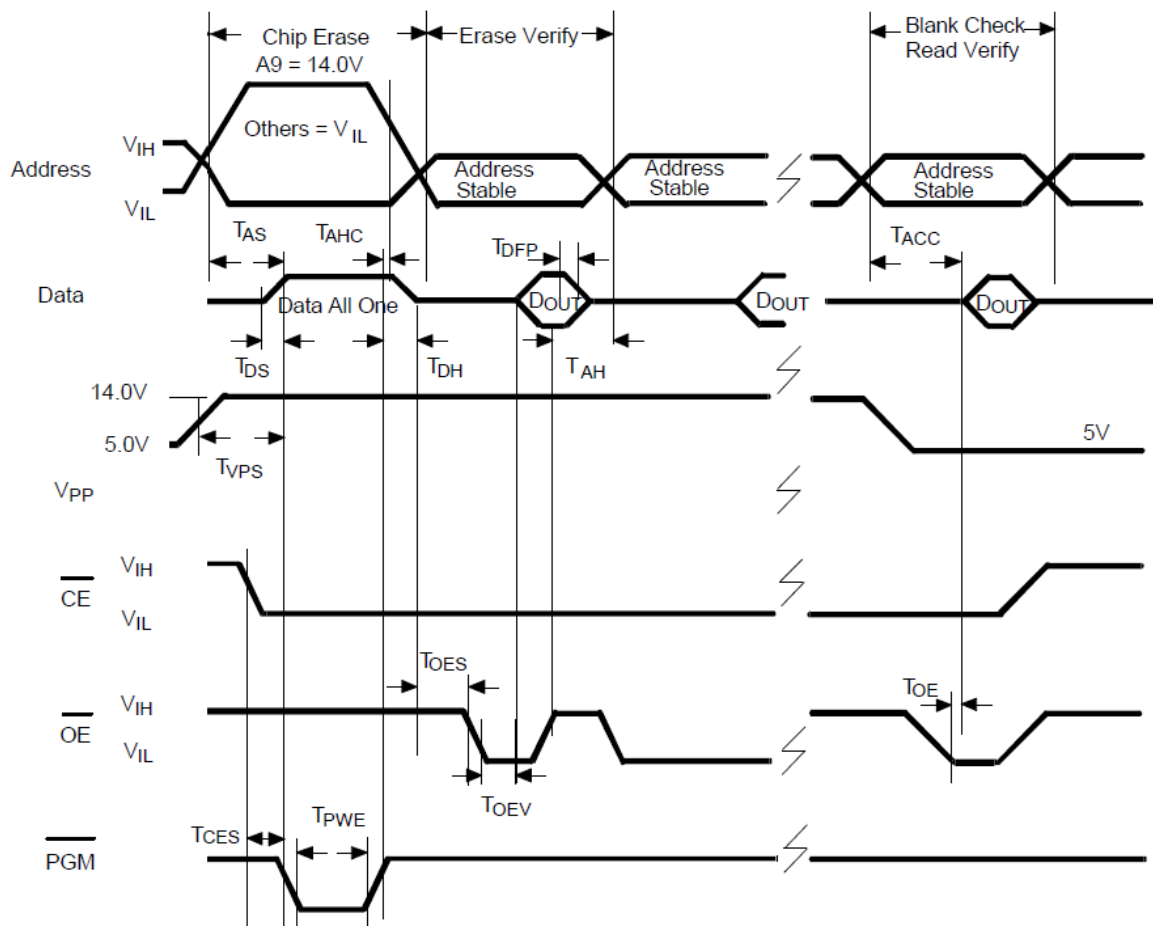 Chip Erase
A9 = 14.0V
Others = VIL
Erase Verify
Blank Check
Read Verify
Address
VIH
VIL
Address
Stable
Address
Stable
Address
Stable
TAS
TAHC
TDFP
TACC
Data
Data All One
DOUT
DOUT
DOUT
TDS
TDH
TAH
14.0V
5.0V
5V
TVPS
VPP
CE
VIH
VIL
TOES
TOE
OE
VIH
VIL
TOEV
TCES
TPWE
PGM